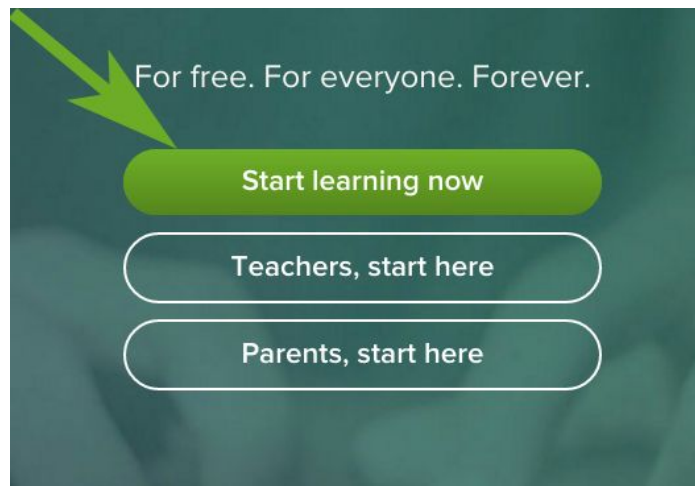 For free. For everyone. Forever.
Start learning now
Teachers, start here
Parents, start here